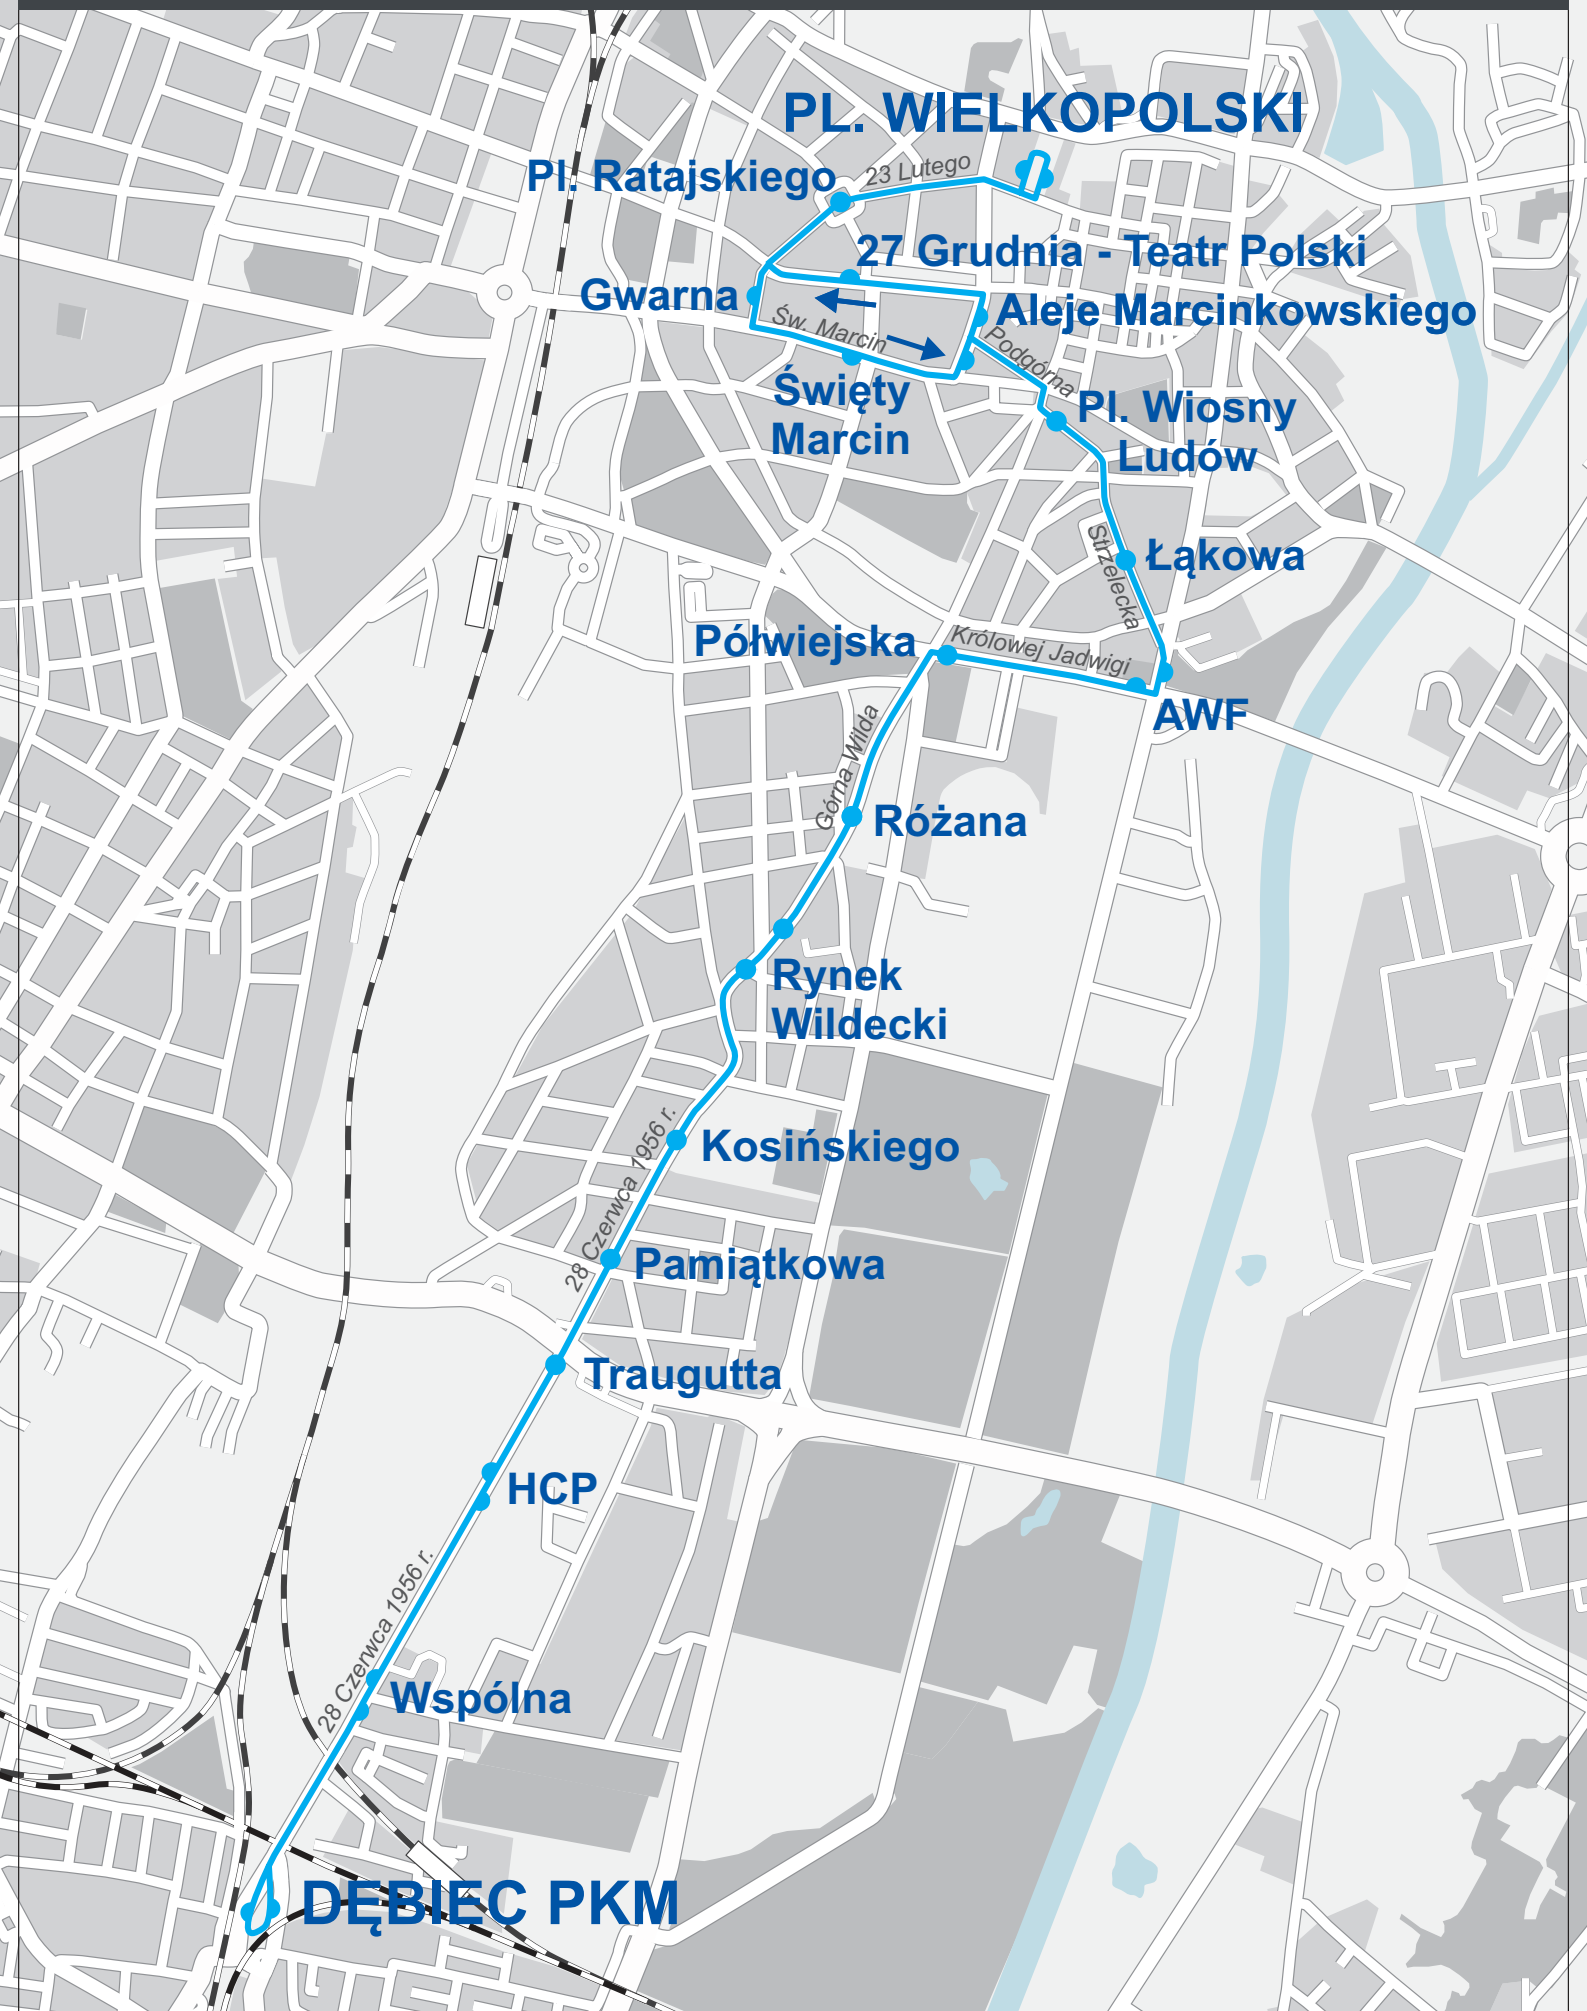 PL. WIELKOPOLSKI
Pl. Ratajskiego
23 Lutego
27 Grudnia - Teatr Polski
Gwarna
Aleje Marcinkowskiego
Św. Marcin
Podgórna
Święty
Marcin
Pl. Wiosny
Ludów
Strzelecka
Łąkowa
Półwiejska
Królowej Jadwigi
AWF
Górna Wilda
Różana
Rynek
Wildecki
28 Czerwca 1956 r.
Kosińskiego
Pamiątkowa
Traugutta
HCP
28 Czerwca 1956 r.
Wspólna
DĘBIEC PKM